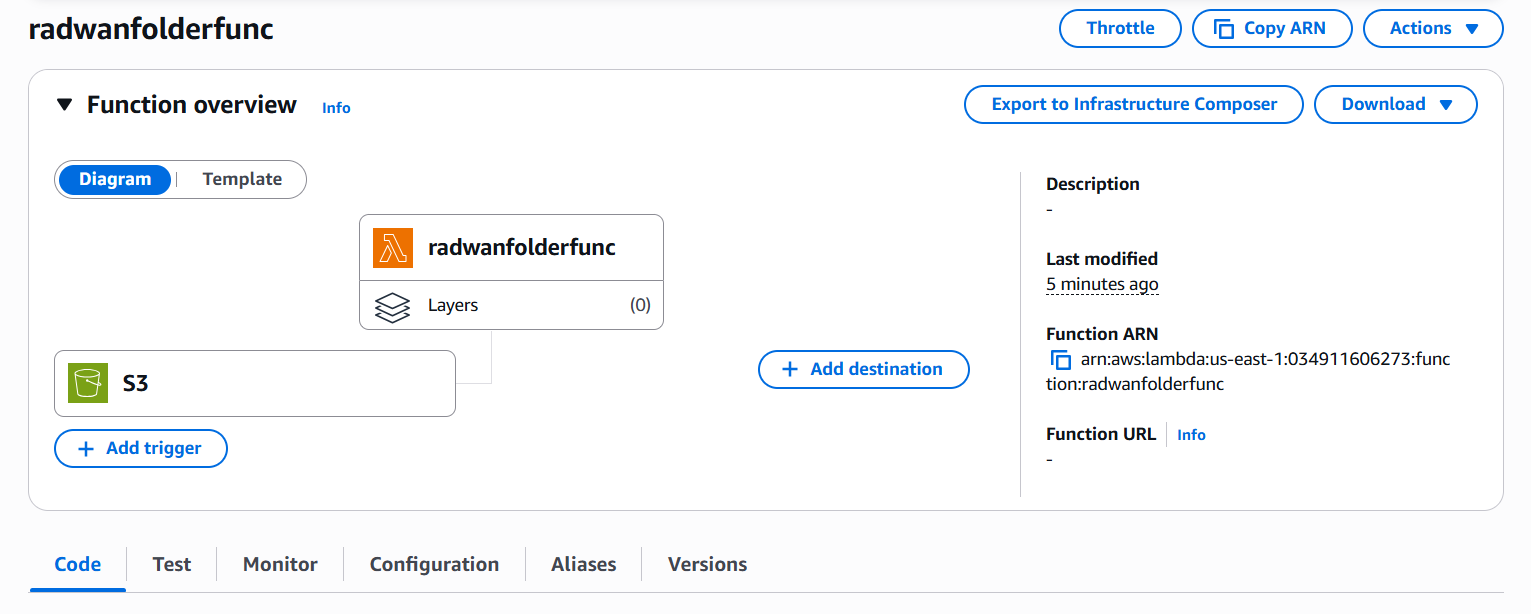 radwanfolderfunc
Throttle
Copy ARN
Actions
Function overview
Info
Export to Infrastructure Composer
Download
Diagram
Template
radwanfolderfunc
Layers
(0)
S3
Add trigger
Add destination
Description
-
Last modified
5 minutes ago
Function ARN
arn:aws:lambda:us-east-1:034911606273:func
tion:radwanfolderfunc
Function URL
Info
-
Code
Test
Monitor
Configuration
Aliases
Versions